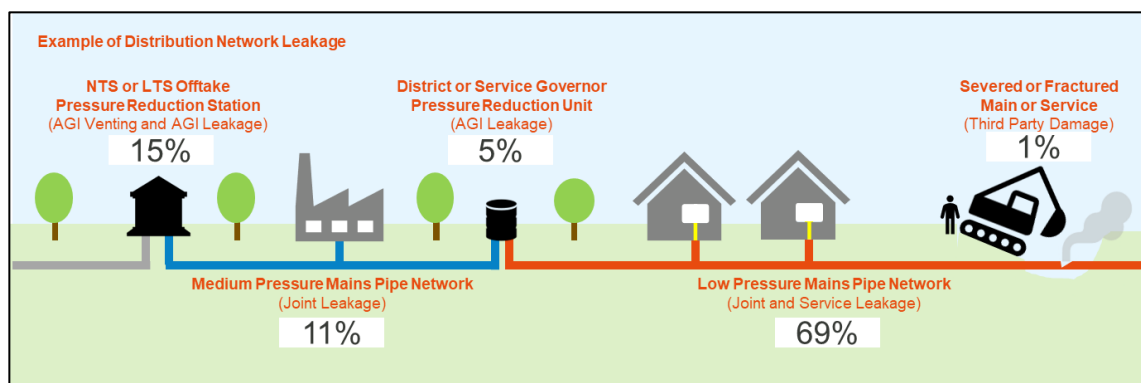 Example of Distribution Network Leakage
NTS or LTS Offtake
Pressure Reduction Station
(AGI Venting and AGI Leakage)
15%
District or Service Governor
Pressure Reduction Unit
(AGI Leakage)
5%
Severed or Fractured
Main or Service
(Third Party Damage)
1%
Medium Pressure Mains Pipe Network
(Joint Leakage)
11%
Low Pressure Mains Pipe Network
(Joint and Service Leakage)
69%